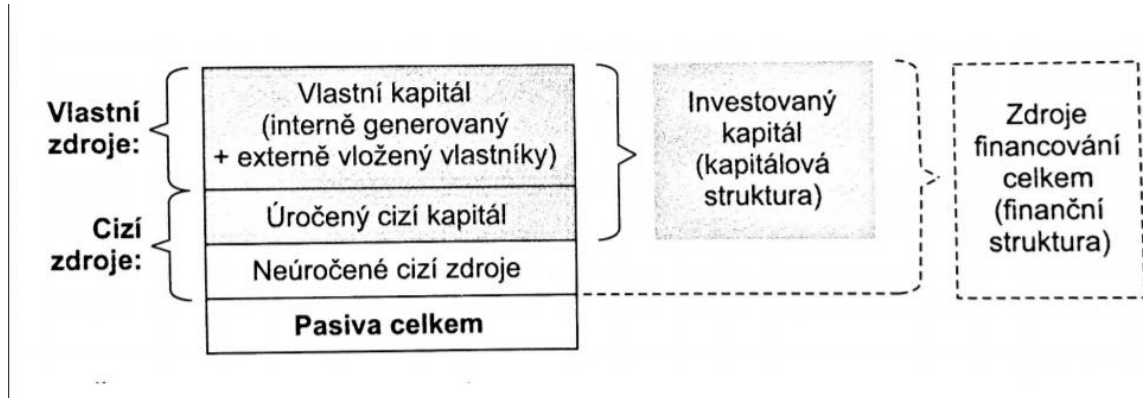 Vlastní
zdroje:
Vlastní kapitál
(interně generovaný
+ externě vložený vlastníky)
Cizí
zdroje:
Úročený cizí kapitál
Neúročené cizí zdroje
Pasiva celkem
Investovaný
kapitál
(kapitálová
struktura)
Zdroje
financování
celkem
(finanční
struktura)